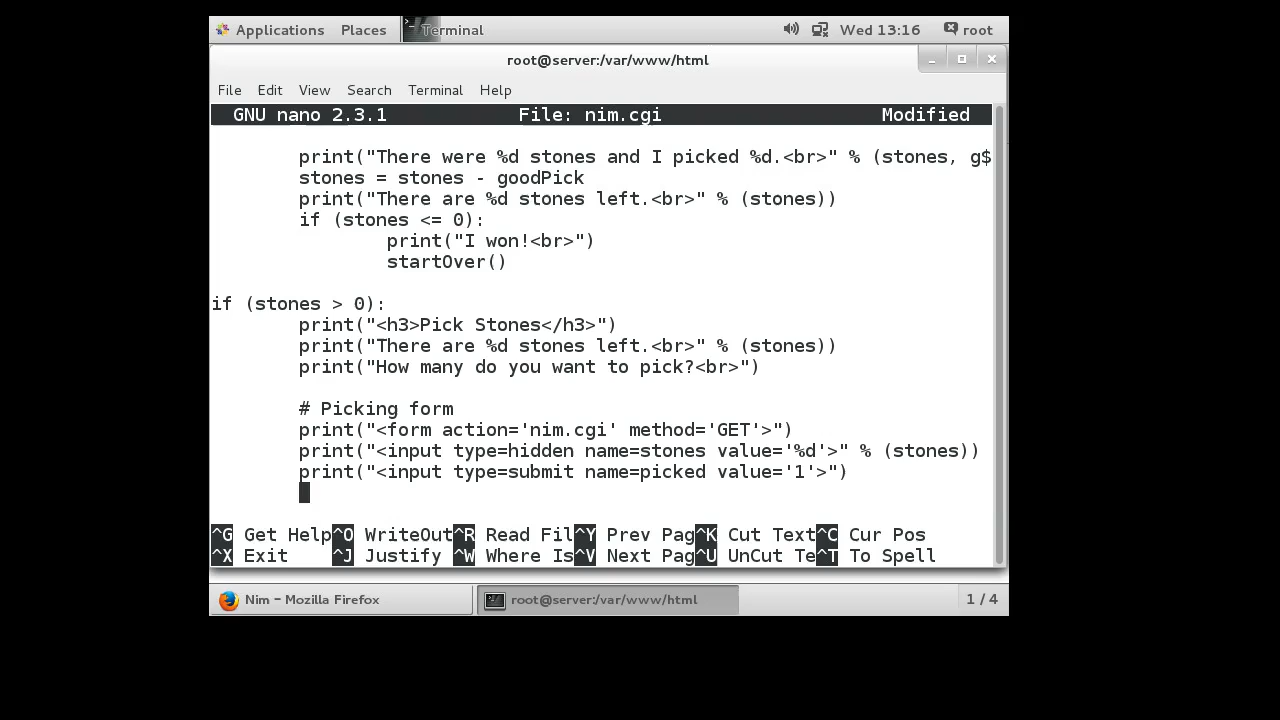 Applications Places Terminal Wed 13:16 root
root@server:/var/www/html
File Edit View Search Terminal Help
GNU nano 2.3.1 File: nim.cgi Modified
print("There were %d stones and I picked %d.<br>" % (stones, g$
stones = stones - goodPick
print("There are %d stones left.<br>" % (stones))
if (stones <= 0):
print("I won!<br>")
startOver()
if (stones > 0):
print("<h3>Pick Stones</h3>")
print("There are %d stones left.<br>" % (stones))
print("How many do you want to pick?<br>")
# Picking form
print("<form action='nim.cgi' method='GET'>")
print("<input type=hidden name=stones value='%d'>" % (stones))
print("<input type=submit name=picked value='1'>")
^G Get Help ^O WriteOut ^R Read Fil ^Y Prev Pag ^K Cut Text ^C Cur Pos
^X Exit ^J Justify ^W Where Is ^V Next Pag ^U UnCut Te ^T To Spell
Nim - Mozilla Firefox root@server:/var/www/html 1 / 4